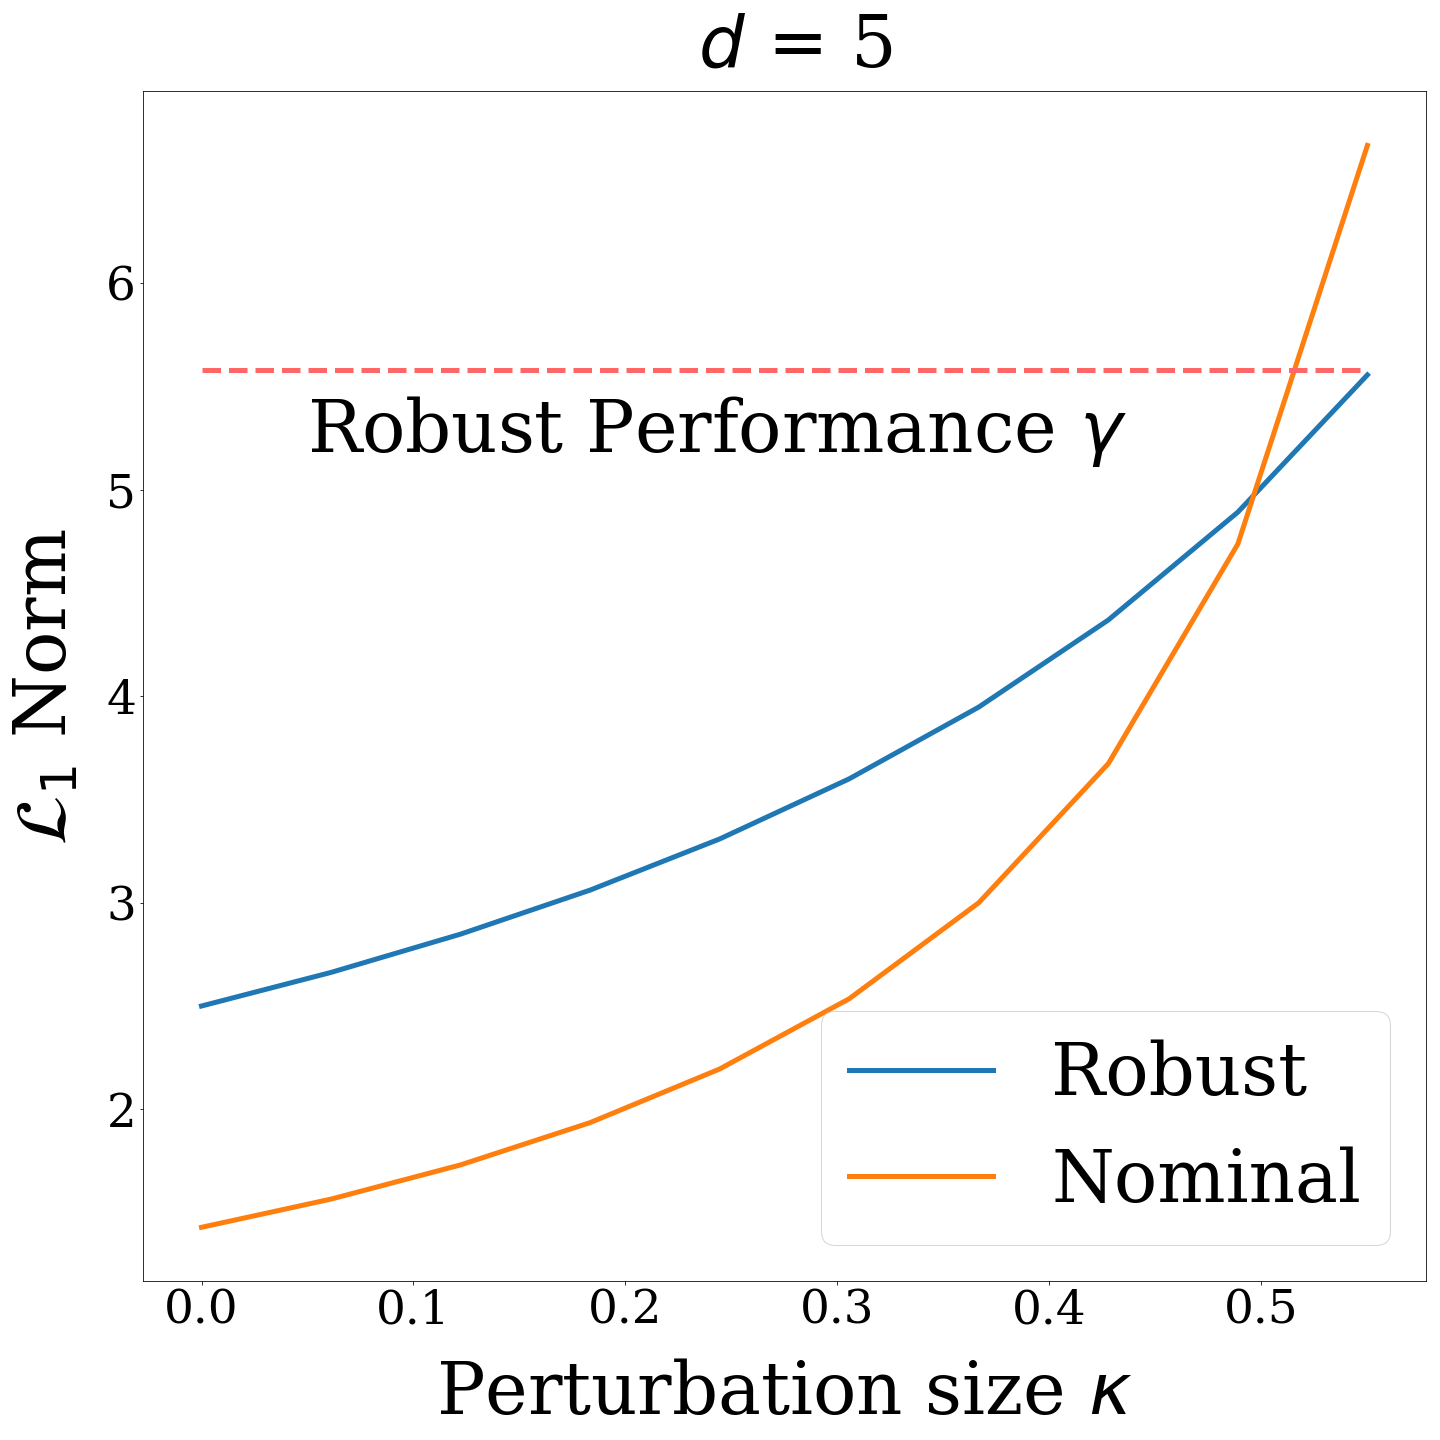 d = 5
6
5
4
3
2
ℒ₁ Norm
Robust Performance γ
Robust
Nominal
0.0 0.1 0.2 0.3 0.4 0.5
Perturbation size κ